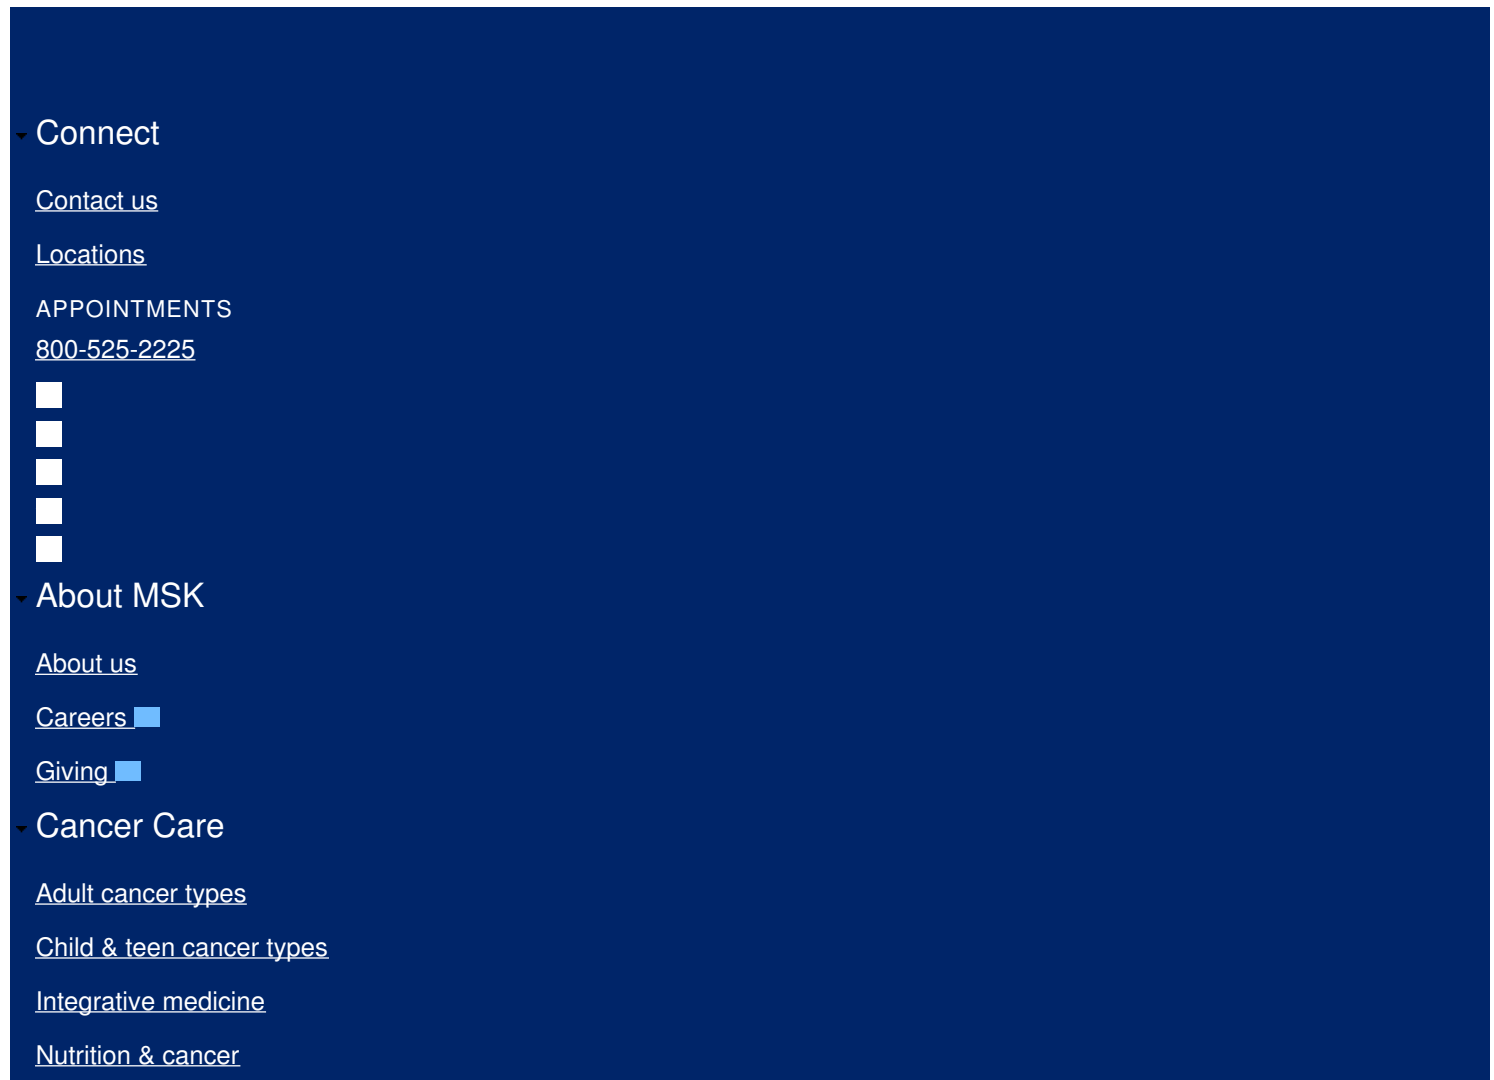 Connect
Contact us
Locations
APPOINTMENTS
800-525-2225
About MSK
About us
Careers
Giving
Cancer Care
Adult cancer types
Child & teen cancer types
Integrative medicine
Nutrition & cancer